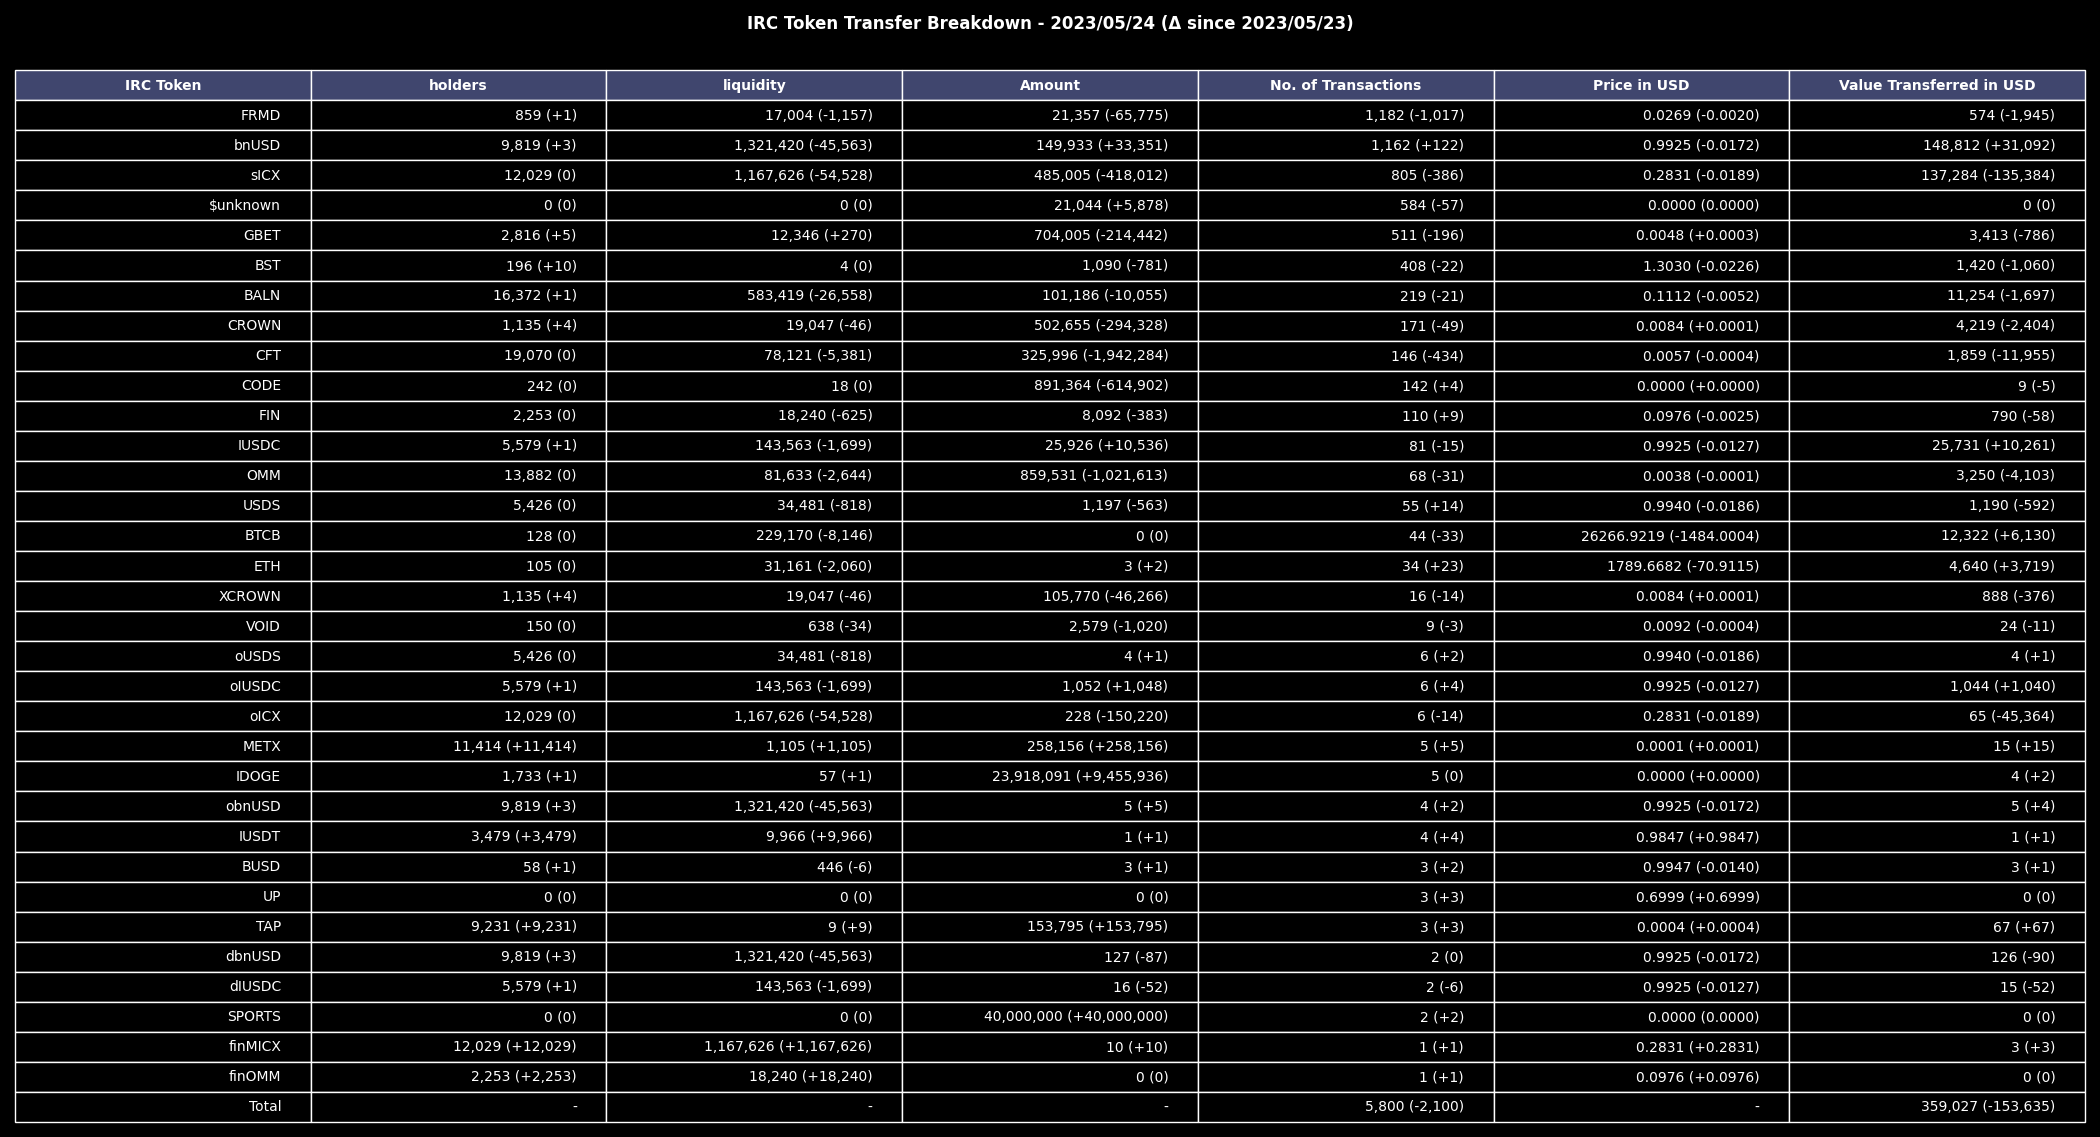 IRC Token Transfer Breakdown - 2023/05/24 (Δ since 2023/05/23)
IRC Token holders liquidity Amount No. of Transactions Price in USD Value Transferred in USD
FRMD 859 (+1) 17,004 (-1,157) 21,357 (-65,775) 1,182 (-1,017) 0.0269 (-0.0020) 574 (-1,945)
bnUSD 9,819 (+3) 1,321,420 (-45,563) 149,933 (+33,351) 1,162 (+122) 0.9925 (-0.0172) 148,812 (+31,092)
sICX 12,029 (0) 1,167,626 (-54,528) 485,005 (-418,012) 805 (-386) 0.2831 (-0.0189) 137,284 (-135,384)
$unknown 0 (0) 0 (0) 21,044 (+5,878) 584 (-57) 0.0000 (0.0000) 0 (0)
GBET 2,816 (+5) 12,346 (+270) 704,005 (-214,442) 511 (-196) 0.0048 (+0.0003) 3,413 (-786)
BST 196 (+10) 4 (0) 1,090 (-781) 408 (-22) 1.3030 (-0.0226) 1,420 (-1,060)
BALN 16,372 (+1) 583,419 (-26,558) 101,186 (-10,055) 219 (-21) 0.1112 (-0.0052) 11,254 (-1,697)
CROWN 1,135 (+4) 19,047 (-46) 502,655 (-294,328) 171 (-49) 0.0084 (+0.0001) 4,219 (-2,404)
CFT 19,070 (0) 78,121 (-5,381) 325,996 (-1,942,284) 146 (-434) 0.0057 (-0.0004) 1,859 (-11,955)
CODE 242 (0) 18 (0) 891,364 (-614,902) 142 (+4) 0.0000 (+0.0000) 9 (-5)
FIN 2,253 (0) 18,240 (-625) 8,092 (-383) 110 (+9) 0.0976 (-0.0025) 790 (-58)
IUSDC 5,579 (+1) 143,563 (-1,699) 25,926 (+10,536) 81 (-15) 0.9925 (-0.0127) 25,731 (+10,261)
OMM 13,882 (0) 81,633 (-2,644) 859,531 (-1,021,613) 68 (-31) 0.0038 (-0.0001) 3,250 (-4,103)
USDS 5,426 (0) 34,481 (-818) 1,197 (-563) 55 (+14) 0.9940 (-0.0186) 1,190 (-592)
BTCB 128 (0) 229,170 (-8,146) 0 (0) 44 (-33) 26266.9219 (-1484.0004) 12,322 (+6,130)
ETH 105 (0) 31,161 (-2,060) 3 (+2) 34 (+23) 1789.6682 (-70.9115) 4,640 (+3,719)
XCROWN 1,135 (+4) 19,047 (-46) 105,770 (-46,266) 16 (-14) 0.0084 (+0.0001) 888 (-376)
VOID 150 (0) 638 (-34) 2,579 (-1,020) 9 (-3) 0.0092 (-0.0004) 24 (-11)
oUSDS 5,426 (0) 34,481 (-818) 4 (+1) 6 (+2) 0.9940 (-0.0186) 4 (+1)
oIUSDC 5,579 (+1) 143,563 (-1,699) 1,052 (+1,048) 6 (+4) 0.9925 (-0.0127) 1,044 (+1,040)
oICX 12,029 (0) 1,167,626 (-54,528) 228 (-150,220) 6 (-14) 0.2831 (-0.0189) 65 (-45,364)
METX 11,414 (+11,414) 1,105 (+1,105) 258,156 (+258,156) 5 (+5) 0.0001 (+0.0001) 15 (+15)
IDOGE 1,733 (+1) 57 (+1) 23,918,091 (+9,455,936) 5 (0) 0.0000 (+0.0000) 4 (+2)
obnUSD 9,819 (+3) 1,321,420 (-45,563) 5 (+5) 4 (+2) 0.9925 (-0.0172) 5 (+4)
IUSDT 3,479 (+3,479) 9,966 (+9,966) 1 (+1) 4 (+4) 0.9847 (+0.9847) 1 (+1)
BUSD 58 (+1) 446 (-6) 3 (+1) 3 (+2) 0.9947 (-0.0140) 3 (+1)
UP 0 (0) 0 (0) 0 (0) 3 (+3) 0.6999 (+0.6999) 0 (0)
TAP 9,231 (+9,231) 9 (+9) 153,795 (+153,795) 3 (+3) 0.0004 (+0.0004) 67 (+67)
dbnUSD 9,819 (+3) 1,321,420 (-45,563) 127 (-87) 2 (0) 0.9925 (-0.0172) 126 (-90)
dIUSDC 5,579 (+1) 143,563 (-1,699) 16 (-52) 2 (-6) 0.9925 (-0.0127) 15 (-52)
SPORTS 0 (0) 0 (0) 40,000,000 (+40,000,000) 2 (+2) 0.0000 (0.0000) 0 (0)
finMICX 12,029 (+12,029) 1,167,626 (+1,167,626) 10 (+10) 1 (+1) 0.2831 (+0.2831) 3 (+3)
finOMM 2,253 (+2,253) 18,240 (+18,240) 0 (0) 1 (+1) 0.0976 (+0.0976) 0 (0)
Total - - - 5,800 (-2,100) - 359,027 (-153,635)